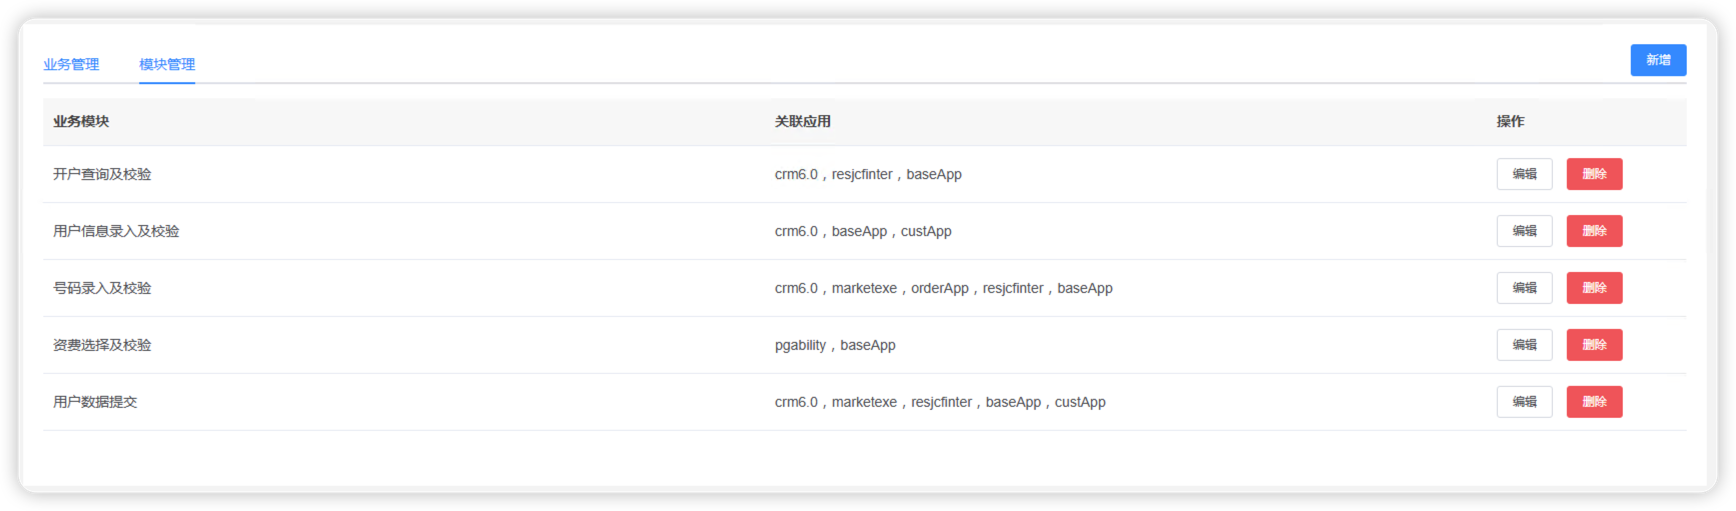 业务管理 模块管理 新增
业务模块 关联应用 操作
开户查询及校验 crm6.0，resjcfinter，baseApp 编辑 删除
用户信息录入及校验 crm6.0，baseApp，custApp 编辑 删除
号码录入及校验 crm6.0，marketexe，orderApp，resjcfinter，baseApp 编辑 删除
资费选择及校验 pgability，baseApp 编辑 删除
用户数据提交 crm6.0，marketexe，resjcfinter，baseApp，custApp 编辑 删除